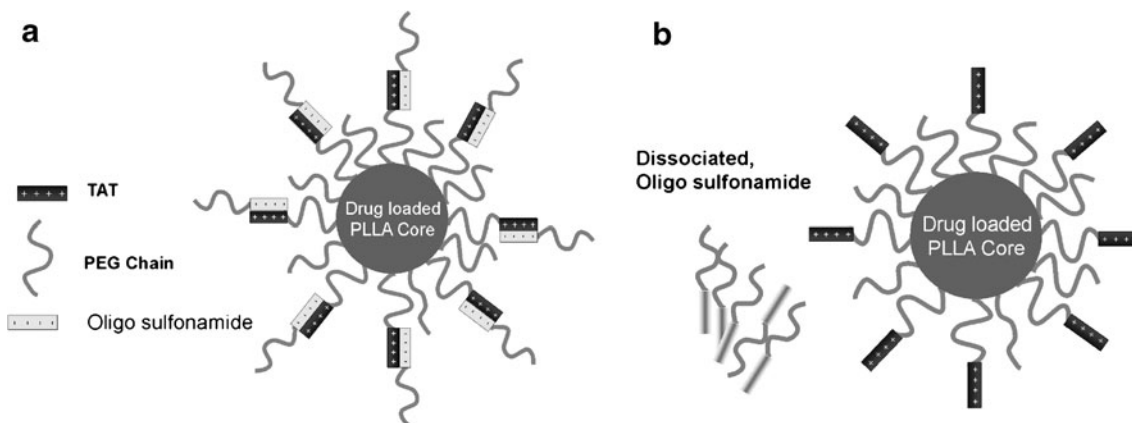 a
TAT
PEG Chain
Oligo sulfonamide
Drug loaded
PLLA Core
b
Dissociated,
Oligo sulfonamide
Drug loaded
PLLA Core